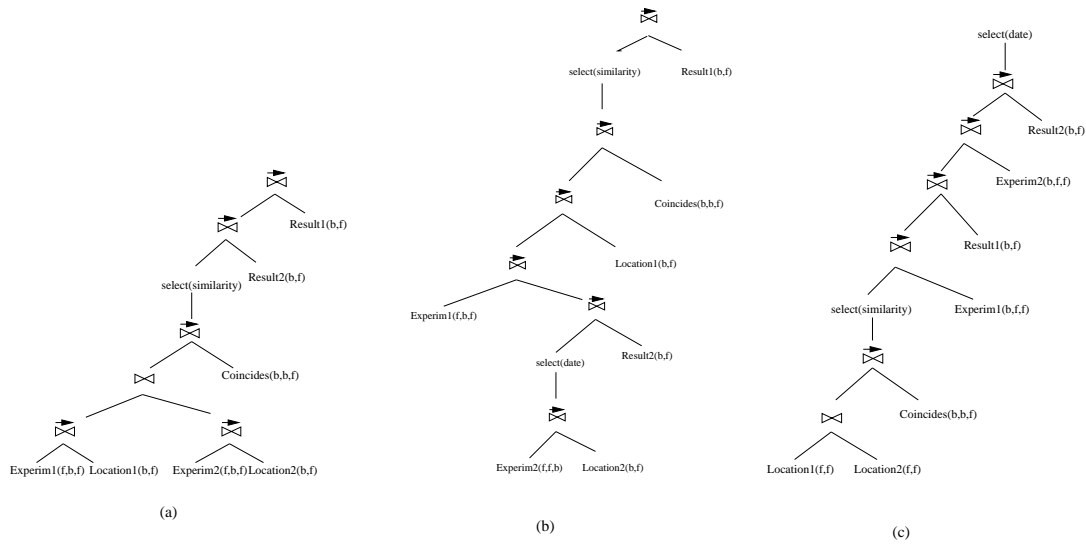 Result1(b,f)
Result2(b,f)
select(similarity)
Coincides(b,b,f)
Experim1(f,b,f)
Location1(b,f)
Experim2(f,b,f)
Location2(b,f)
(a)
select(similarity)
Result1(b,f)
Coincides(b,b,f)
Location1(b,f)
Experim1(f,b,f)
select(date)
Result2(b,f)
Experim2(f,f,b)
Location2(b,f)
(b)
select(date)
Result2(b,f)
Experim2(b,f,f)
Result1(b,f)
select(similarity)
Experim1(b,f,f)
Coincides(b,b,f)
Location1(f,f)
Location2(f,f)
(c)